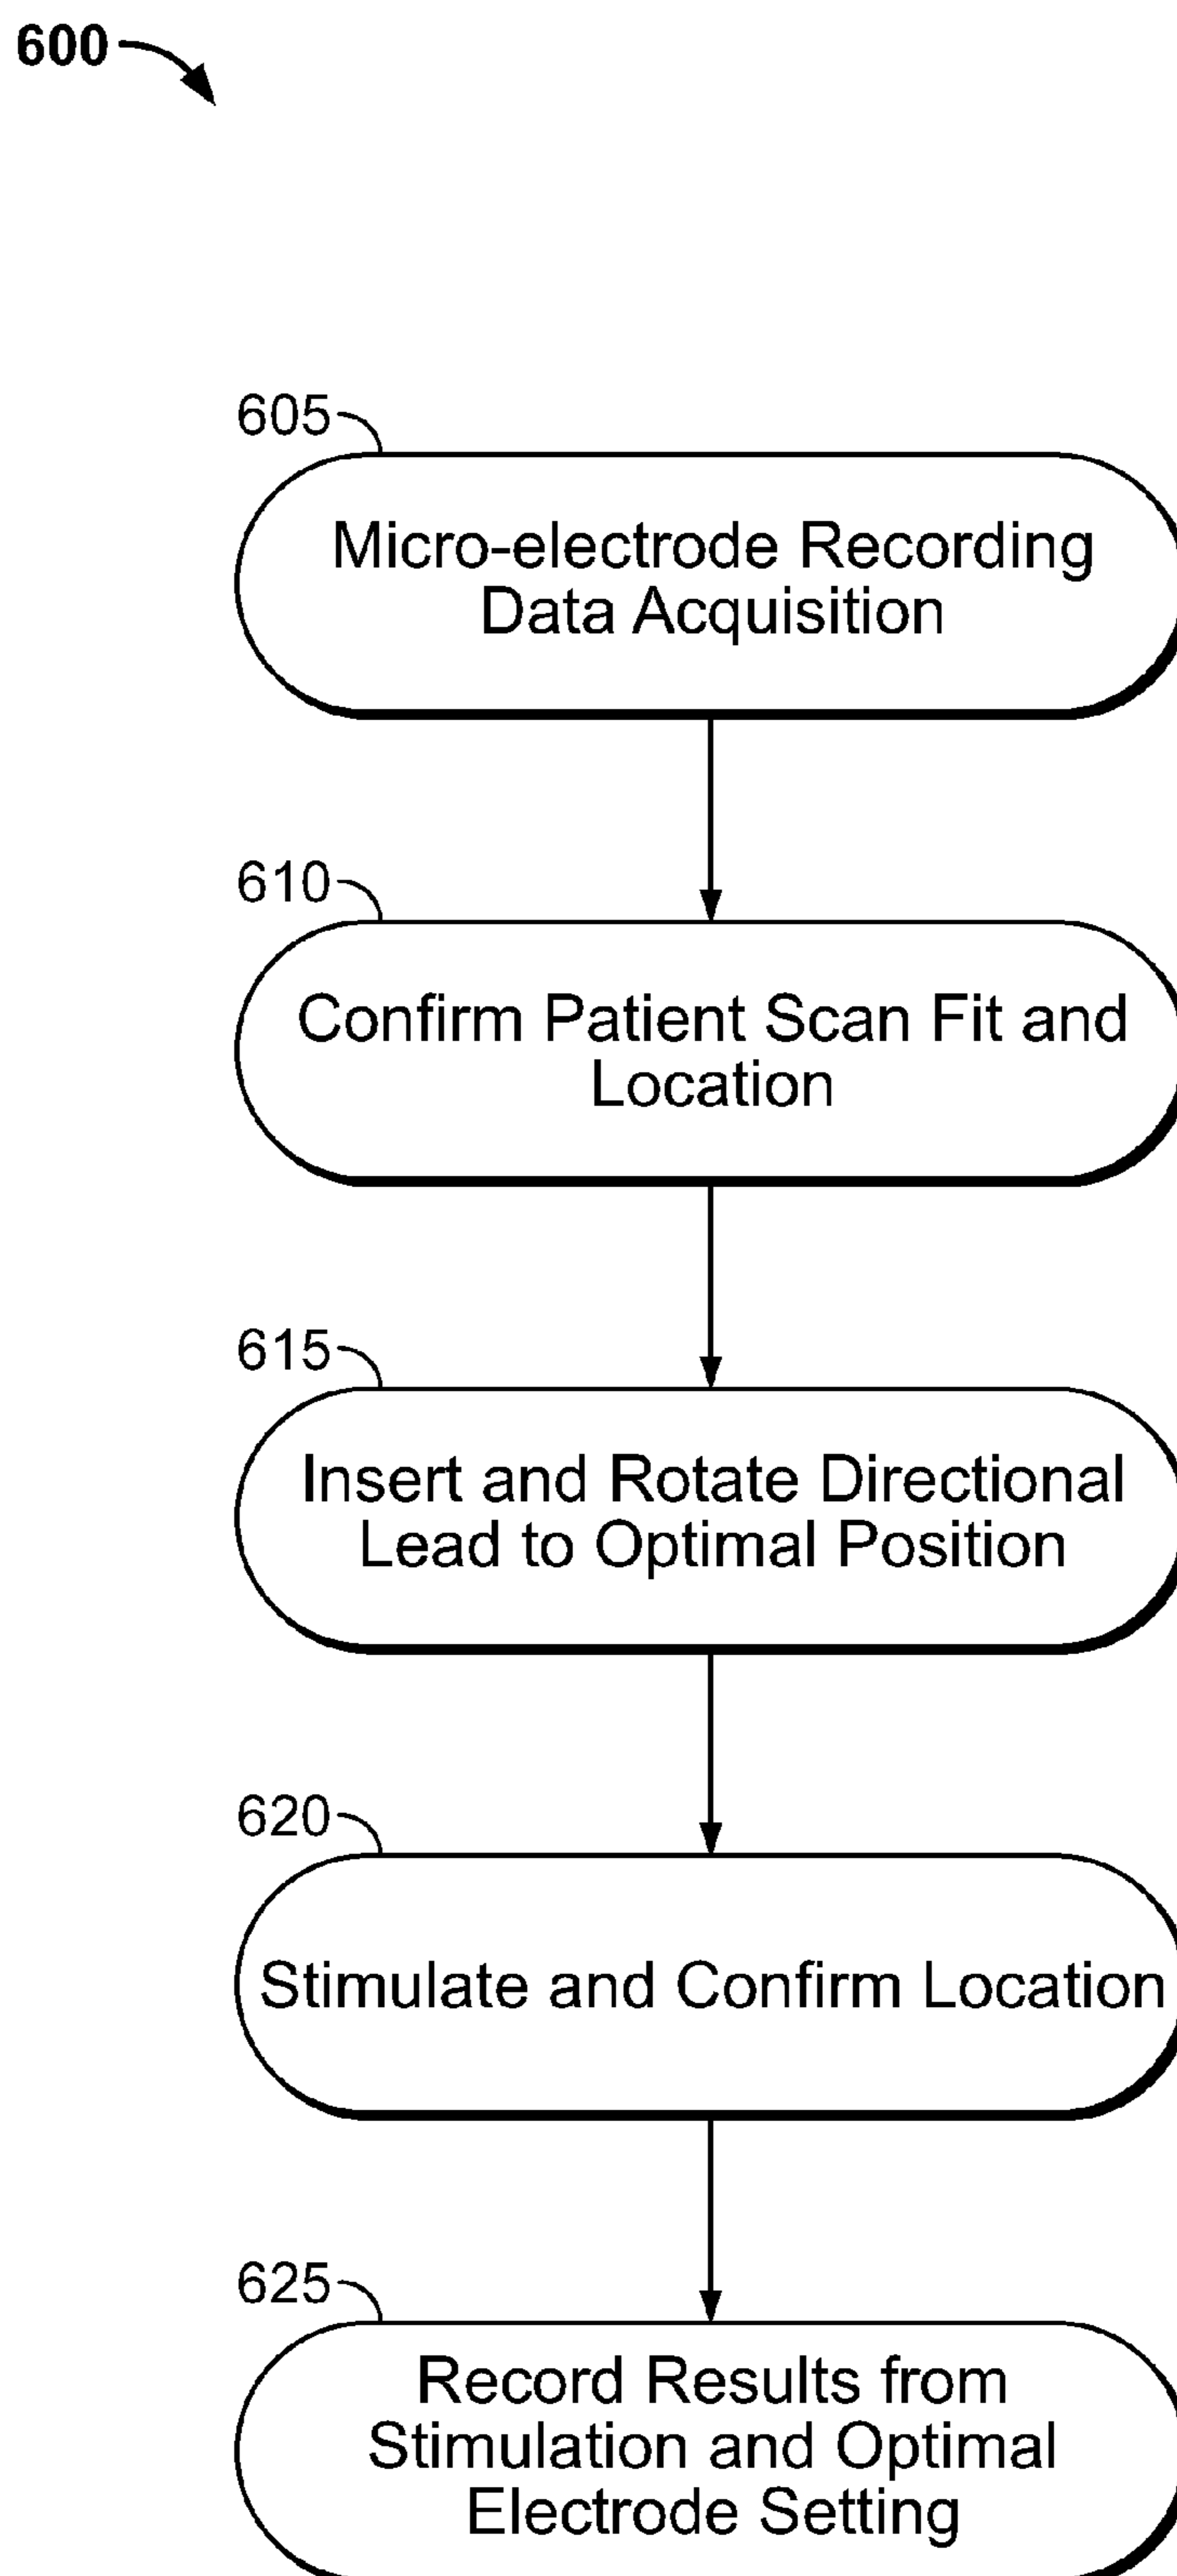 600
605
Micro-electrode Recording
Data Acquisition
610
Confirm Patient Scan Fit and
Location
615
Insert and Rotate Directional
Lead to Optimal Position
620
Stimulate and Confirm Location
625
Record Results from
Stimulation and Optimal
Electrode Setting